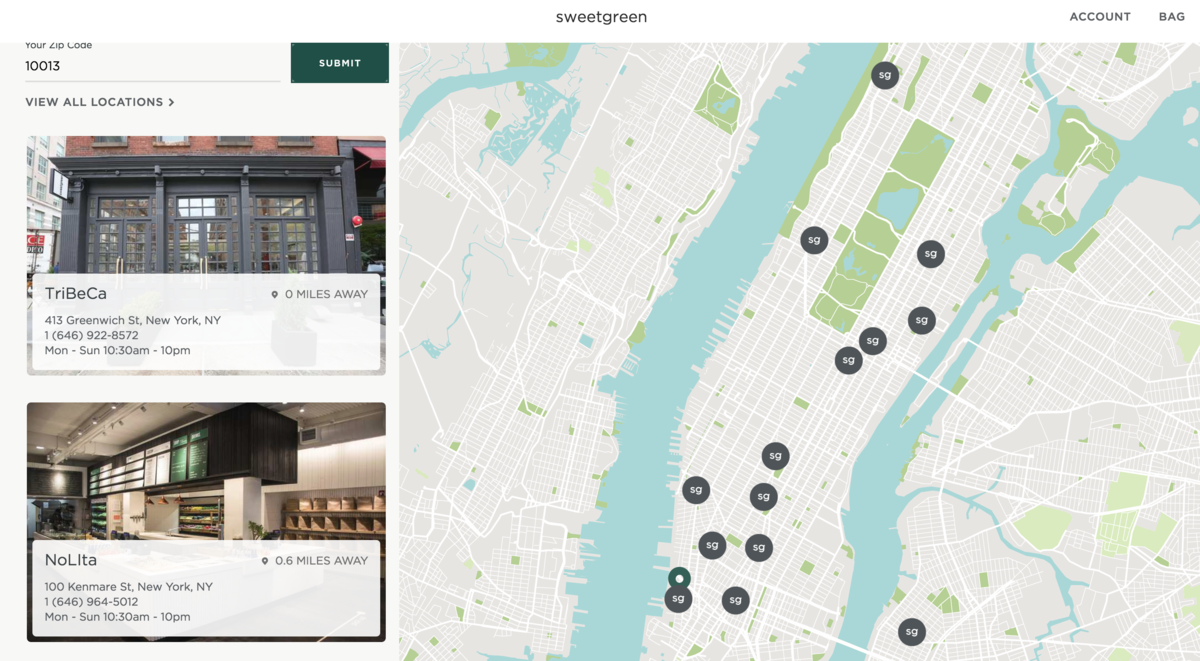 sweetgreen
ACCOUNT
BAG
Your Zip Code
10013
SUBMIT
VIEW ALL LOCATIONS >
TriBeCa
0 MILES AWAY
413 Greenwich St, New York, NY
1 (646) 922-8572
Mon - Sun 10:30am - 10pm
NoLIta
0.6 MILES AWAY
100 Kenmare St, New York, NY
1 (646) 964-5012
Mon - Sun 10:30am - 10pm
sg
sg
sg
sg
sg
sg
sg
sg
sg
sg
sg
sg
sg
sg